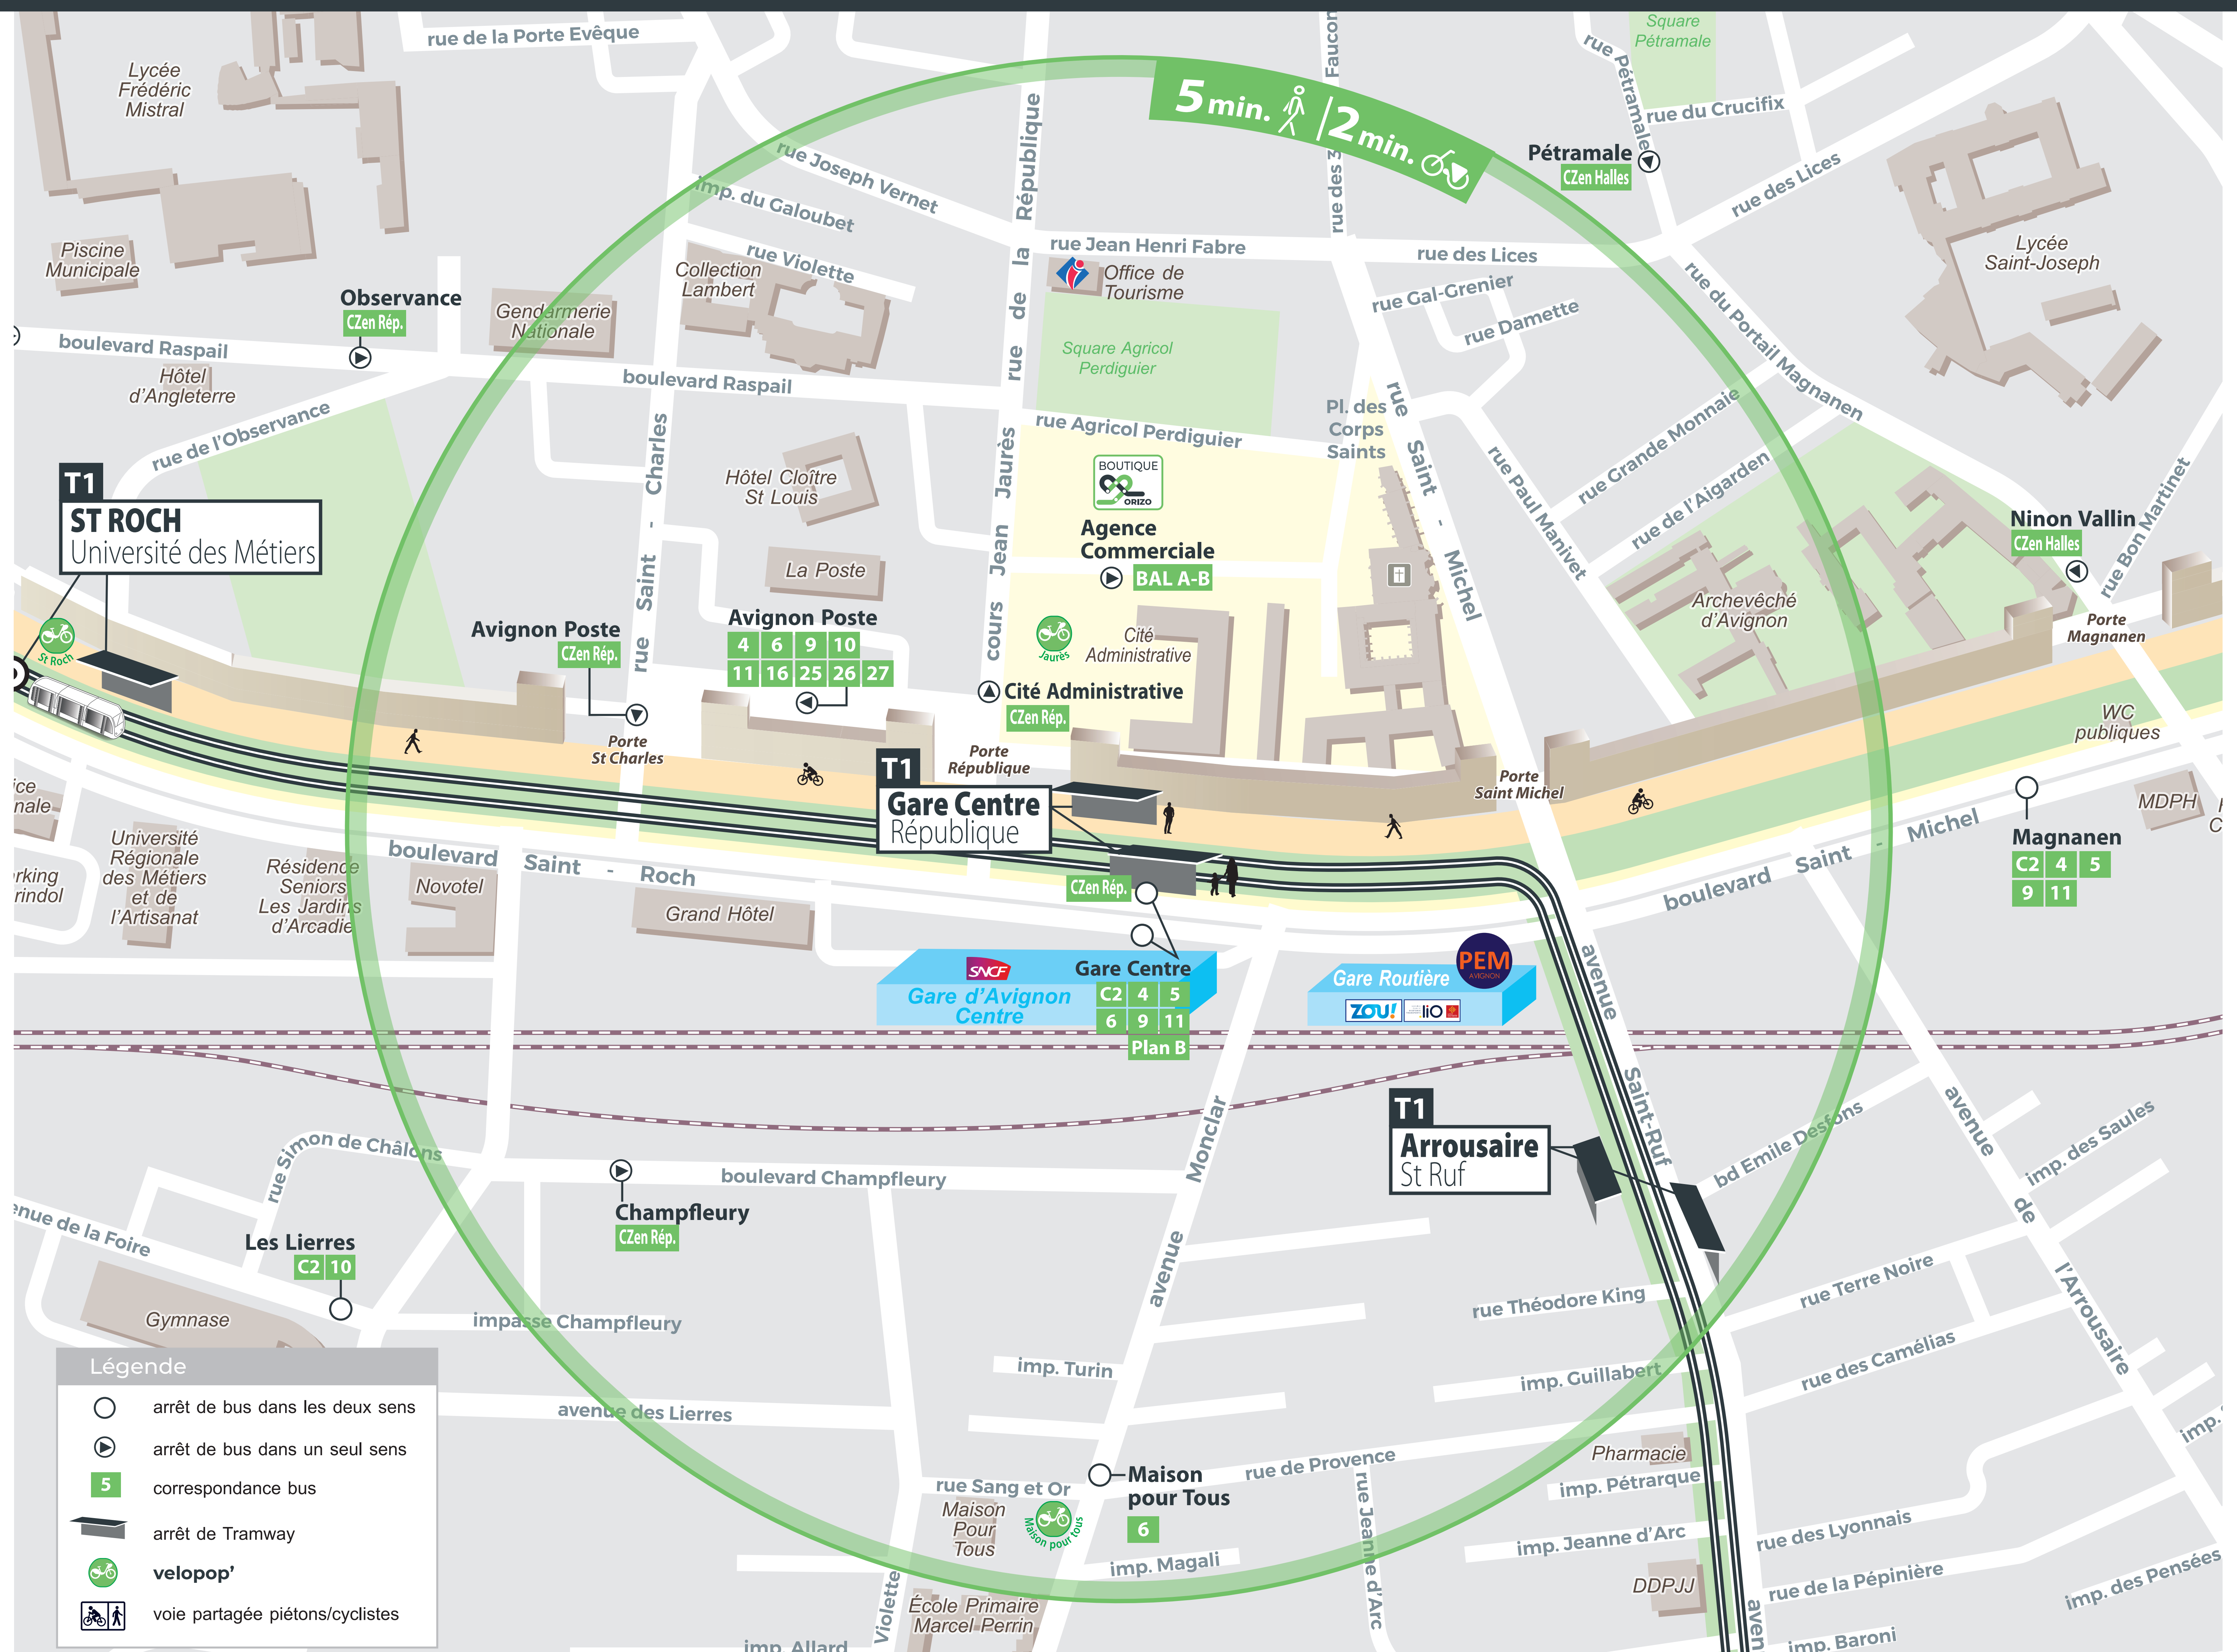 rue de la Porte Evêque
Lycée
Frédéric
Mistral
Piscine
Municipale
Observance
CZen Rép.
boulevard Raspail
Hôtel
d'Angleterre
rue de l'Observance
Gendarmerie
Nationale
Collection
Lambert
rue Violette
imp. du Galoubet
rue Joseph Vernet
boulevard Raspail
rue de la République
5 min. / 2 min.
rue des 3 Faucon
rue Jean Henri Fabre
Office de
Tourisme
Square Agricol
Perdiguier
rue Agricol Perdiguier
Pl. des
Corps
Saints
rue des Lices
rue Gal-Grenier
rue Damette
Pétramale
CZen Halles
rue Pétramale
Square
Pétramale
rue du Crucifix
rue des Lices
Lycée
Saint-Joseph
rue du Portail Magnanen
rue Grande Monnaie
rue de l'Aigarden
rue Paul Manivet
rue Saint - Michel
Archevêché
d'Avignon
Ninon Vallin
CZen Halles
rue Bon Martinet
Porte
Magnanen
WC
publiques
MDPH
Magnanen
C2 4 5
9 11
T1
ST ROCH
Université des Métiers
St Roch
rue Saint - Charles
Hôtel Cloître
St Louis
La Poste
Avignon Poste
CZen Rép.
Avignon Poste
4 6 9 10
11 16 25 26 27
cours Jean Jaurès
BOUTIQUE
ORIZO
Agence
Commerciale
BAL A-B
Jaurès
Cité
Administrative
Cité Administrative
CZen Rép.
Porte
St Charles
Porte
République
Porte
Saint Michel
T1
Gare Centre
République
CZen Rép.
boulevard Saint - Roch
boulevard Saint - Michel
Université
Régionale
des Métiers
et de
l'Artisanat
Résidence
Seniors
Les Jardins
d'Arcadie
Novotel
Grand Hôtel
SNCF
Gare d'Avignon
Centre
Gare Centre
C2 4 5
6 9 11
Plan B
Gare Routière
PEM
AVIGNON
ZOU!
liO
avenue Saint-Ruf
T1
Arrousaire
St Ruf
bd Emile Desfons
avenue de l'Arrousaire
imp. des Saules
rue Simon de Châlons
Champfleury
CZen Rép.
boulevard Champfleury
avenue Monclar
Les Lierres
C2 10
Gymnase
impasse Champfleury
avenue des Lierres
imp. Turin
rue Théodore King
imp. Guillabert
rue Terre Noire
rue des Camélias
rue Sang et Or
Maison
Pour
Tous
Maison pour tous
Maison
pour Tous
6
rue de Provence
rue Jeanne d'Arc
imp. Magali
École Primaire
Marcel Perrin
Violette
imp. Allard
Pharmacie
imp. Pétrarque
imp. Jeanne d'Arc
DDPJJ
rue des Lyonnais
rue de la Pépinière
imp. des Pensées
imp. Baroni
Légende
arrêt de bus dans les deux sens
arrêt de bus dans un seul sens
5 correspondance bus
arrêt de Tramway
velopop'
voie partagée piétons/cyclistes